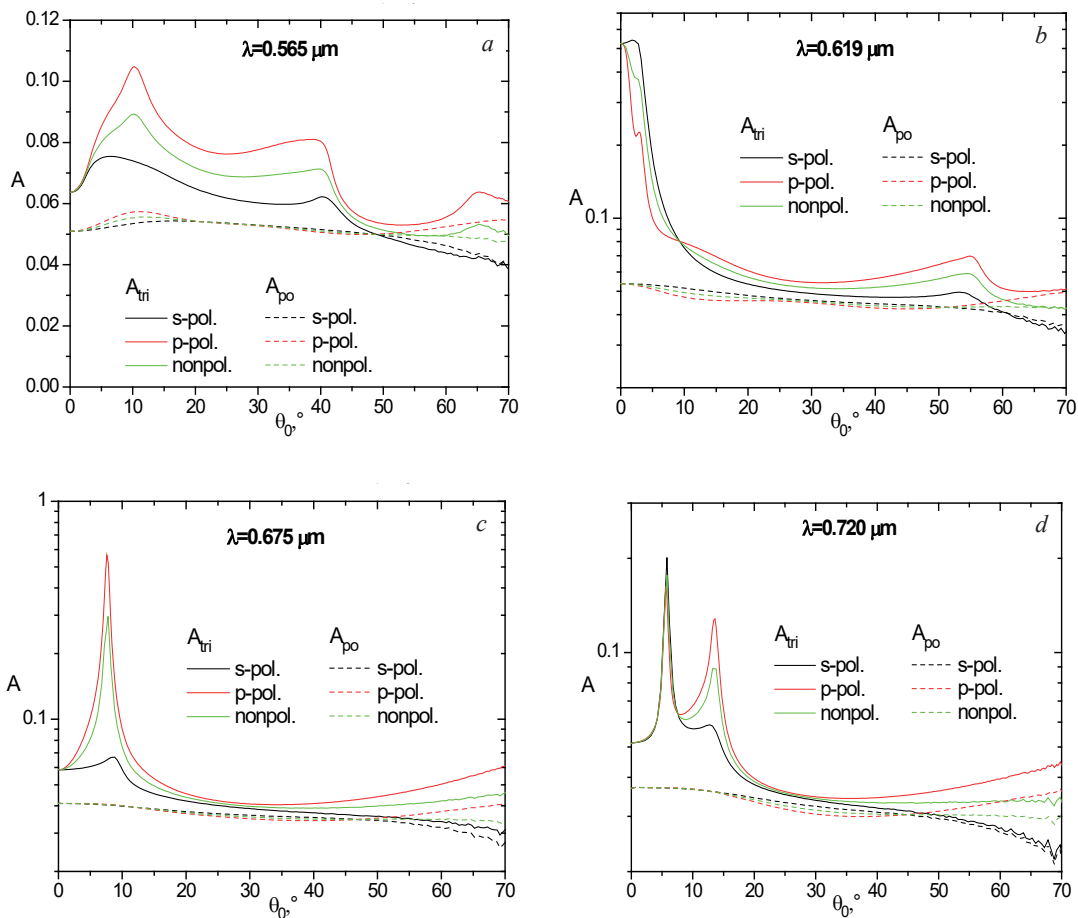 λ=0.565 μm
a
0.12
0.10
0.08
A
0.06
0.04
0.02
0.00
A_tri
A_po
s-pol.
s-pol.
p-pol.
p-pol.
nonpol.
nonpol.
0 10 20 30 40 50 60 70
θ_0,°
λ=0.619 μm
b
A
0.1
A_tri
A_po
s-pol.
s-pol.
p-pol.
p-pol.
nonpol.
nonpol.
0 10 20 30 40 50 60 70
θ_0,°
λ=0.675 μm
c
1
A
0.1
A_tri
A_po
s-pol.
s-pol.
p-pol.
p-pol.
nonpol.
nonpol.
0 10 20 30 40 50 60 70
θ_0,°
λ=0.720 μm
d
A
0.1
A_tri
A_po
s-pol.
s-pol.
p-pol.
p-pol.
nonpol.
nonpol.
0 10 20 30 40 50 60 70
θ_0,°